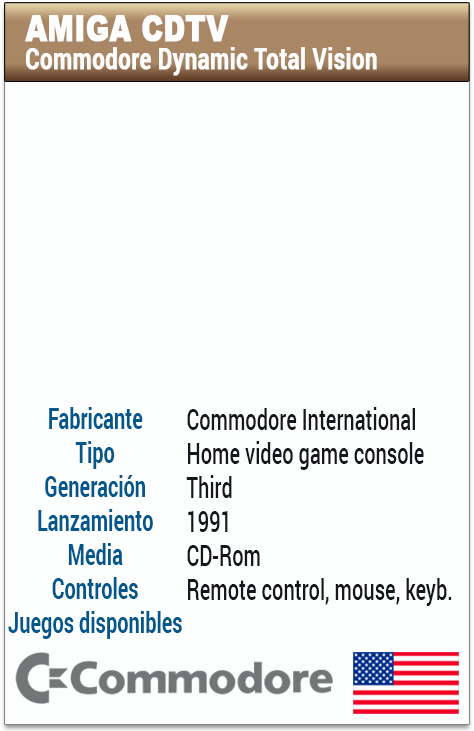 AMIGA CDTV
Commodore Dynamic Total Vision
Fabricante Commodore International
Tipo Home video game console
Generación Third
Lanzamiento 1991
Media CD-Rom
Controles Remote control, mouse, keyb.
Juegos disponibles
Commodore